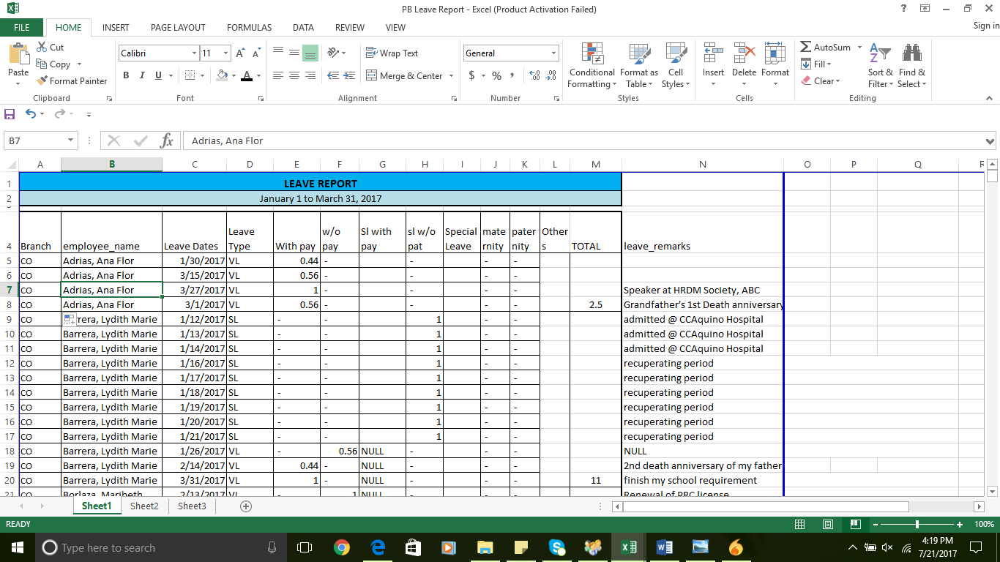 PB Leave Report - Excel (Product Activation Failed)
FILE HOME INSERT PAGE LAYOUT FORMULAS DATA REVIEW VIEW Sign in
Paste Cut Copy Format Painter Clipboard
Calibri 11 B I U A Font
Wrap Text Merge & Center Alignment
General $ % , Number
Conditional Formatting Format as Table Cell Styles Styles
Insert Delete Format Cells
AutoSum Fill Clear Sort & Filter Find & Select Editing
B7 fx Adrias, Ana Flor
A B C D E F G H I J K L M N O P Q R
1 LEAVE REPORT
2 January 1 to March 31, 2017
4 Branch employee_name Leave Dates Leave Type With pay w/o pay Sl with pay sl w/o pat Special Leave mate rnity pater nity Other s TOTAL leave_remarks
5 CO Adrias, Ana Flor 1/30/2017 VL 0.44 - - - -
6 CO Adrias, Ana Flor 3/15/2017 VL 0.56 - - - -
7 CO Adrias, Ana Flor 3/27/2017 VL 1 - - - - Speaker at HRDM Society, ABC
8 CO Adrias, Ana Flor 3/1/2017 VL 0.56 - - - - 2.5 Grandfather's 1st Death anniversary
9 CO rrera, Lydith Marie 1/12/2017 SL - - 1 - - admitted @ CCAquino Hospital
10 CO Barrera, Lydith Marie 1/13/2017 SL - - 1 - - admitted @ CCAquino Hospital
11 CO Barrera, Lydith Marie 1/14/2017 SL - - 1 - - admitted @ CCAquino Hospital
12 CO Barrera, Lydith Marie 1/16/2017 SL - - 1 - - recuperating period
13 CO Barrera, Lydith Marie 1/17/2017 SL - - 1 - - recuperating period
14 CO Barrera, Lydith Marie 1/18/2017 SL - - 1 - - recuperating period
15 CO Barrera, Lydith Marie 1/19/2017 SL - - 1 - - recuperating period
16 CO Barrera, Lydith Marie 1/20/2017 SL - - 1 - - recuperating period
17 CO Barrera, Lydith Marie 1/21/2017 SL - - 1 - - recuperating period
18 CO Barrera, Lydith Marie 1/26/2017 VL - 0.56 NULL - - - NULL
19 CO Barrera, Lydith Marie 2/14/2017 VL 0.44 - NULL - - - 2nd death anniversary of my father
20 CO Barrera, Lydith Marie 3/31/2017 VL 1 - NULL - - - 11 finish my school requirement
21 CO Borlaza, Maribeth 2/13/2017 VL 1 NULL - - Renewal of PRC license
Sheet1 Sheet2 Sheet3
READY 100%
Type here to search
4:19 PM
7/21/2017